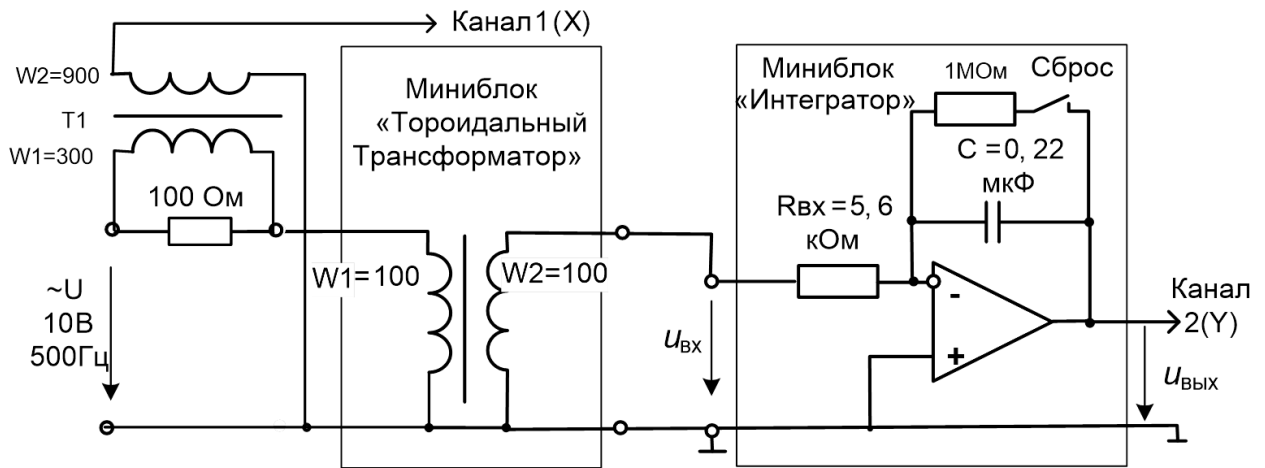 Канал 1 (X)
W2=900
T1
W1=300
100 Ом
~U
10В
500Гц
Миниблок
«Тороидальный
Трансформатор»
W1=100
W2=100
Миниблок
«Интегратор»
1МОм
Сброс
C =0, 22
мкФ
Rвх =5, 6
кОм
-
+
uвх
Канал
2(Y)
uвых